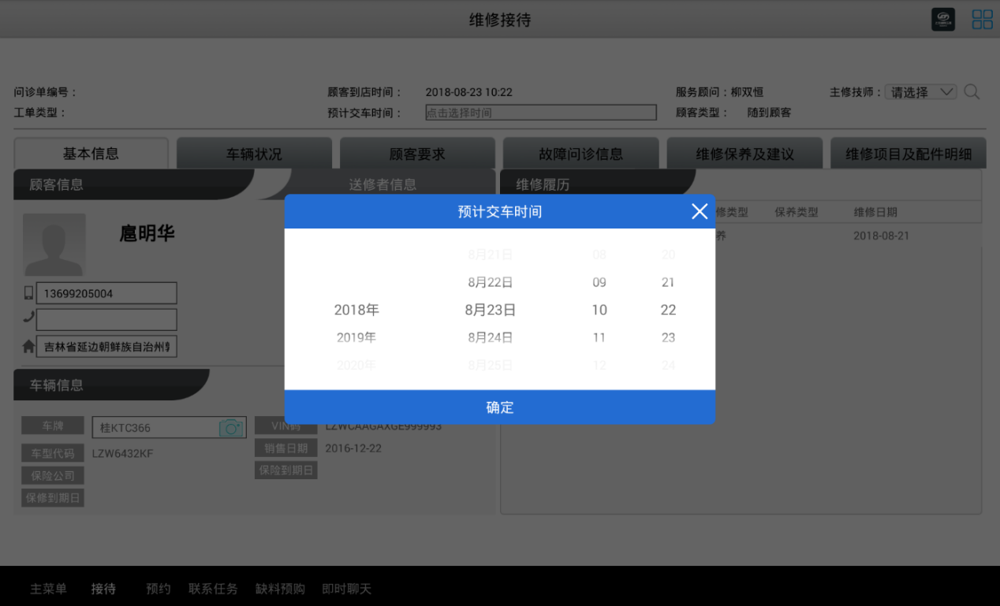 维修接待
问诊单编号：
顾客到店时间： 2018-08-23 10:22
服务顾问：柳双恒
主修技师： 请选择
工单类型：
预计交车时间： 点击选择时间
顾客类型： 随到顾客
基本信息 车辆状况 顾客要求 故障问诊信息 维修保养及建议 维修项目及配件明细
顾客信息 送修者信息 维修履历
预计交车时间
修类型 保养类型 维修日期
养 2018-08-21
扈明华
13699205004
吉林省延边朝鲜族自治州
8月21日 08 20
8月22日 09 21
2018年 8月23日 10 22
2019年 8月24日 11 23
2020年 8月25日 12 24
确定
车辆信息
车牌 桂KTC366
VIN码 LZWCAAGAXGE999993
车型代码 LZW6432KF
销售日期 2016-12-22
保险公司
保险到期日
保修到期日
主菜单 接待 预约 联系任务 缺料预购 即时聊天